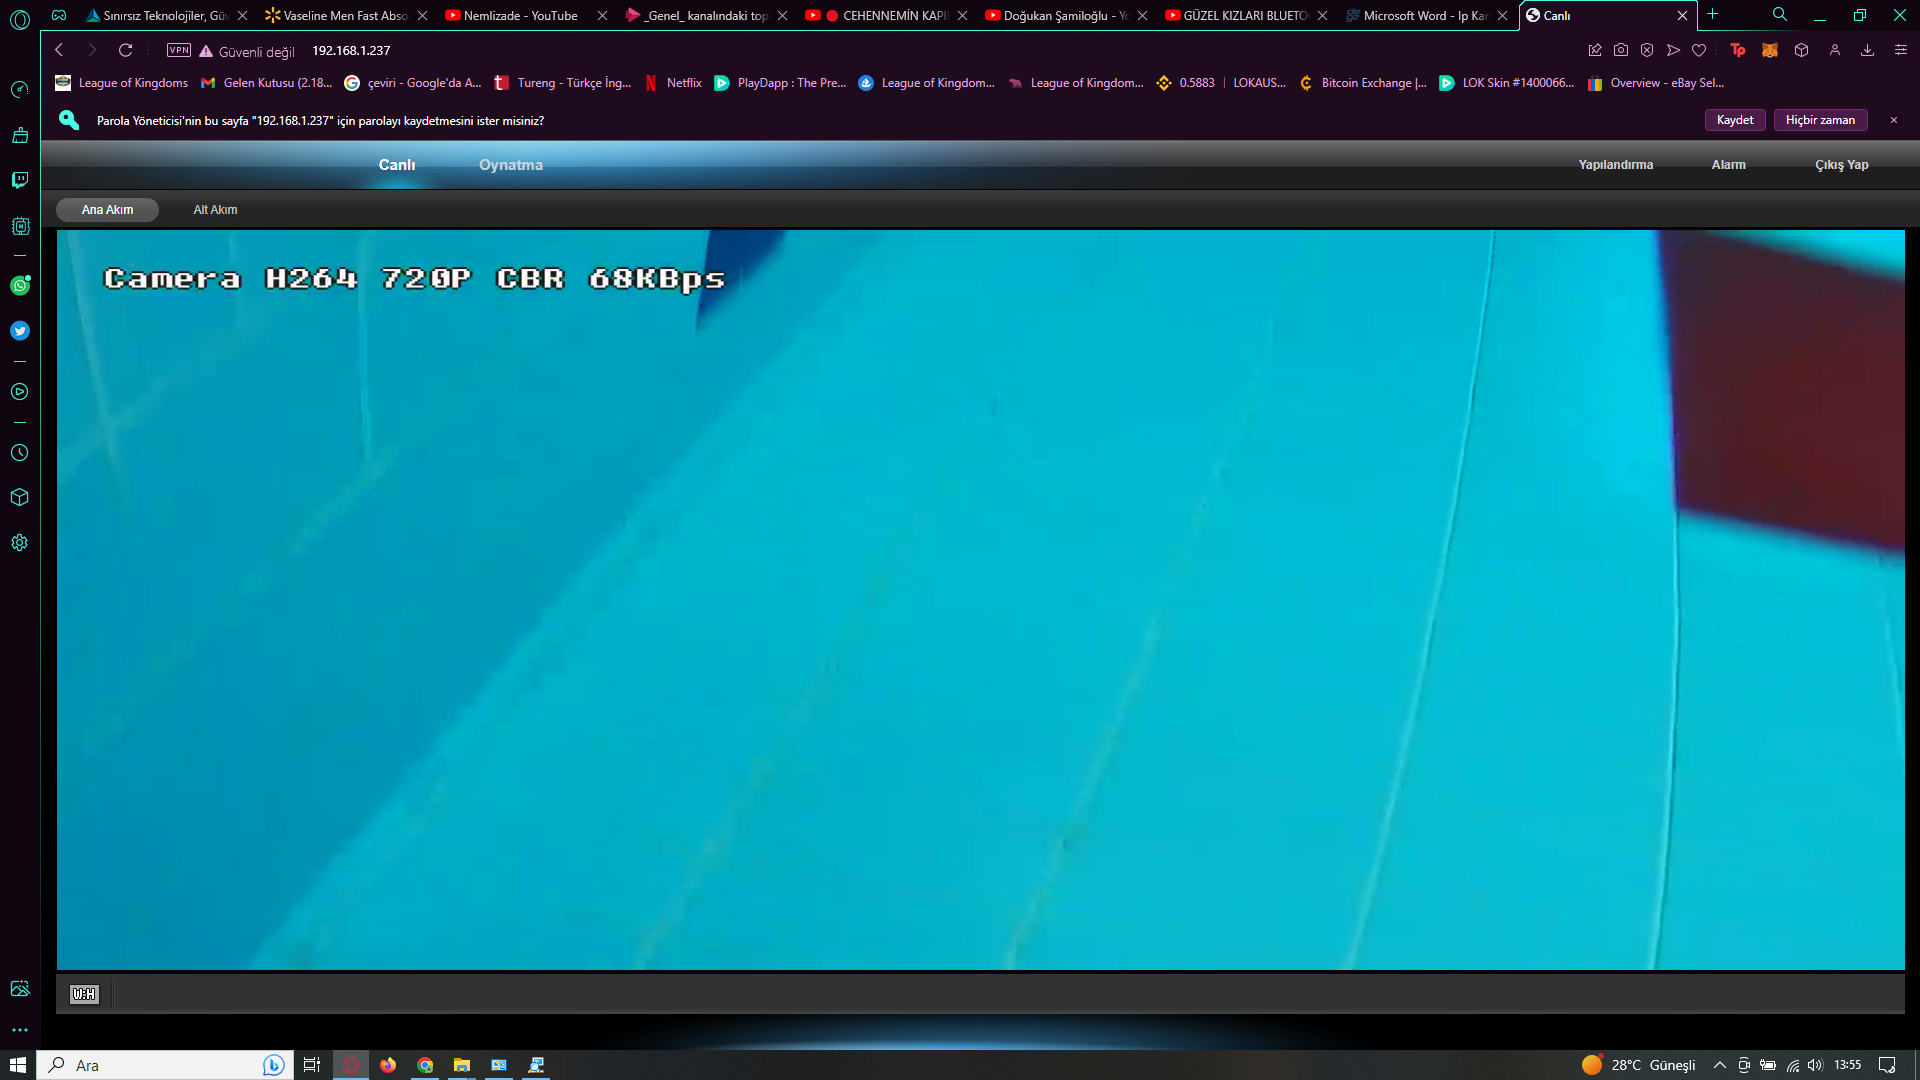 Sınırsız Teknolojiler, Gü
Vaseline Men Fast Abso
Nemlizade - YouTube
_Genel_ kanalındaki top
CEHENNEMİN KAPI
Doğukan Şamiloğlu - Yo
GÜZEL KIZLARI BLUETO
Microsoft Word - Ip Ka
Canlı
VPN
Güvenli değil
192.168.1.237
League of Kingdoms
Gelen Kutusu (2.18...
çeviri - Google'da A...
Tureng - Türkçe İng...
Netflix
PlayDapp : The Pre...
League of Kingdom...
League of Kingdom...
0.5883 | LOKAUS...
Bitcoin Exchange |...
LOK Skin #1400066...
Overview - eBay Sel...
Parola Yöneticisi'nin bu sayfa "192.168.1.237" için parolayı kaydetmesini ister misiniz?
Kaydet
Hiçbir zaman
Canlı
Oynatma
Yapılandırma
Alarm
Çıkış Yap
Ana Akım
Alt Akım
Camera H264 720P CBR 68KBps
W:H
Ara
28°C Güneşli
13:55